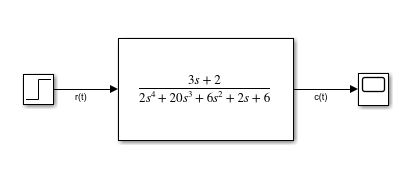 3s + 2
2s⁴ + 20s³ + 6s² + 2s + 6
r(t)
c(t)